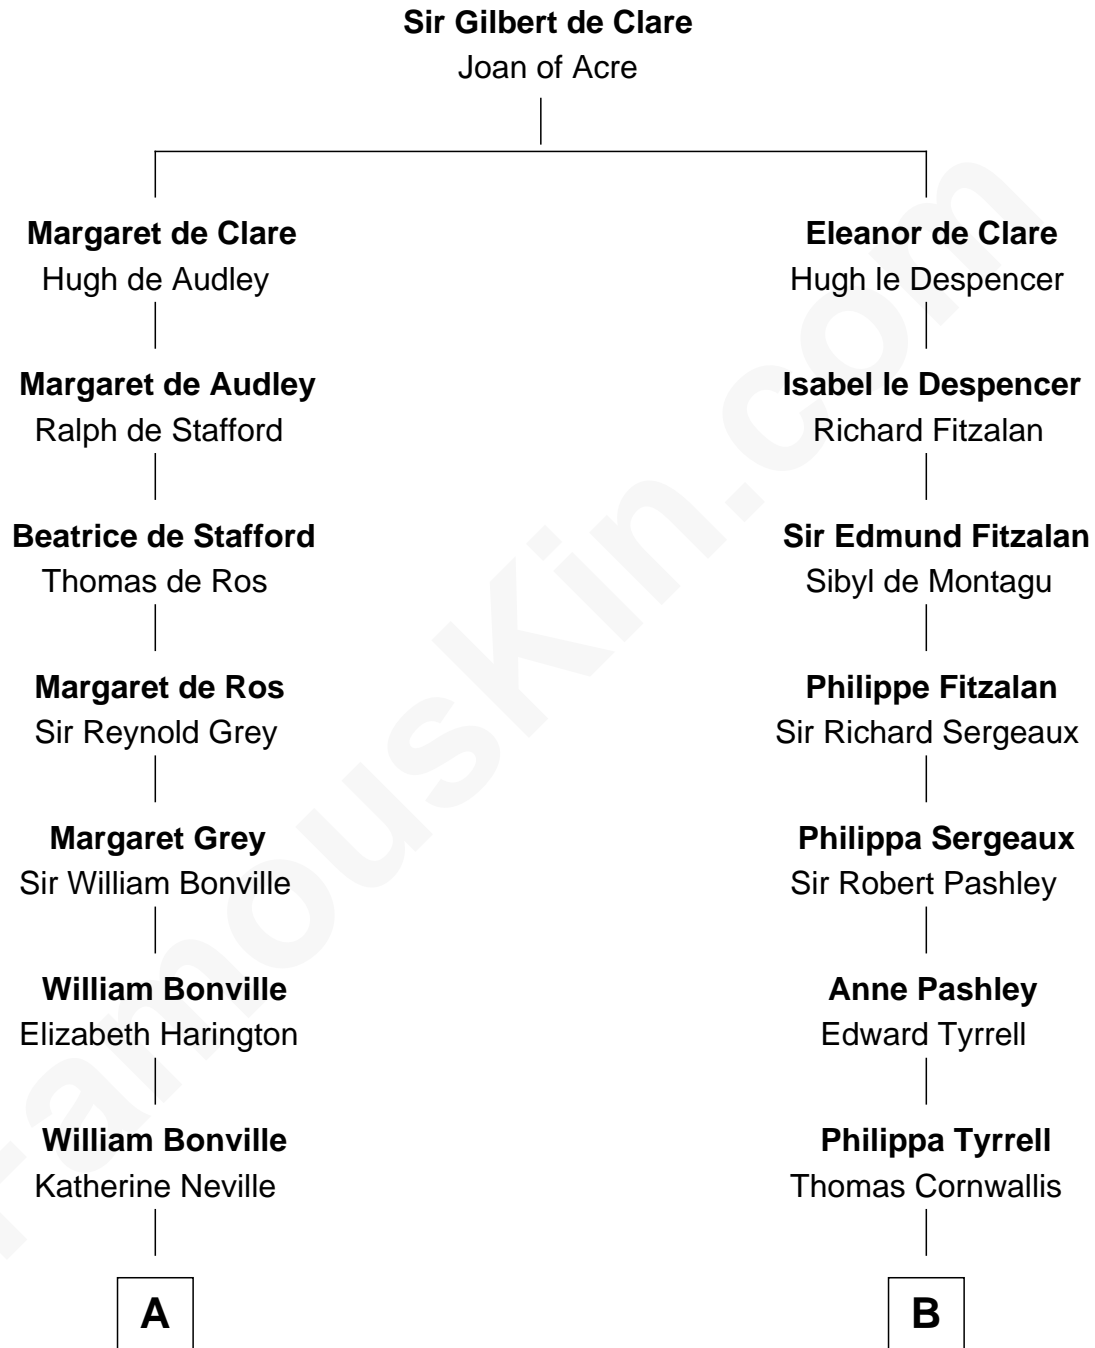 Sir Gilbert de Clare
Joan of Acre
Margaret de Clare
Hugh de Audley
Eleanor de Clare
Hugh le Despencer
Margaret de Audley
Ralph de Stafford
Isabel le Despencer
Richard Fitzalan
Beatrice de Stafford
Thomas de Ros
Sir Edmund Fitzalan
Sibyl de Montagu
Margaret de Ros
Sir Reynold Grey
Philippe Fitzalan
Sir Richard Sergeaux
Margaret Grey
Sir William Bonville
Philippa Sergeaux
Sir Robert Pashley
William Bonville
Elizabeth Harington
Anne Pashley
Edward Tyrrell
William Bonville
Katherine Neville
Philippa Tyrrell
Thomas Cornwallis
A
B
FamousKin.com